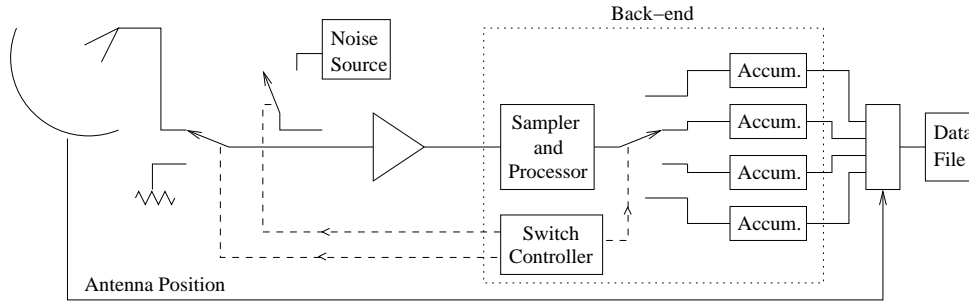 Back−end
Noise
Source
Accum.
Sampler
and
Processor
Accum.
Data
File
Accum.
Accum.
Switch
Controller
Antenna Position